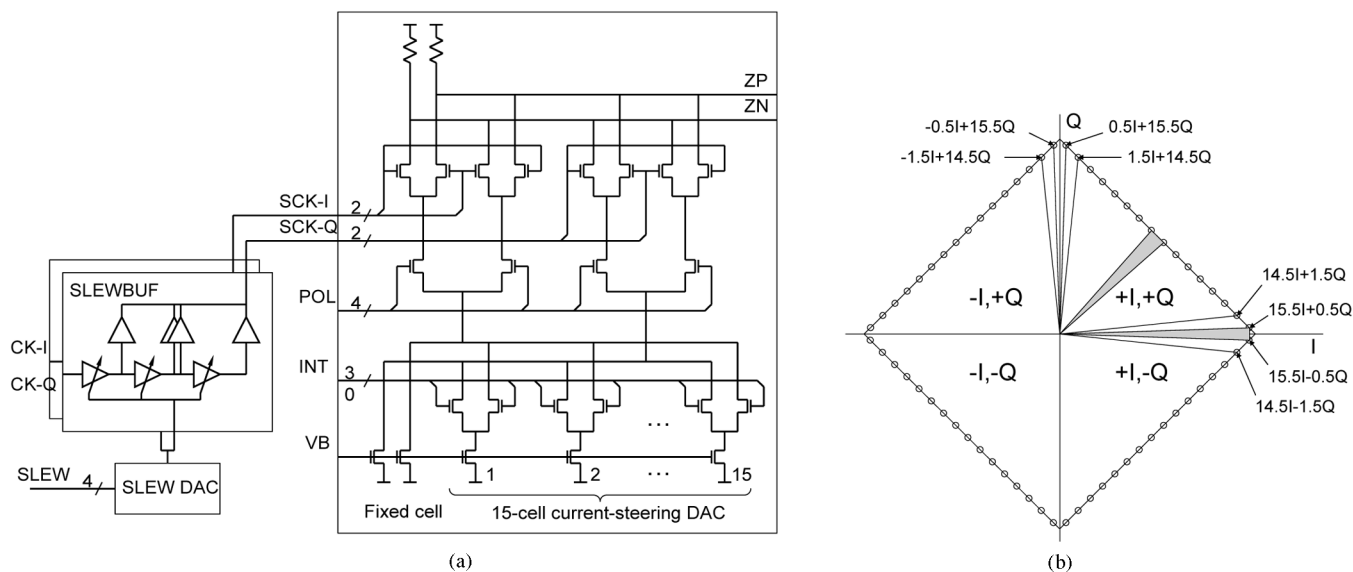 ZP
ZN
SCK-I 2
SCK-Q 2
SLEWBUF
POL 4
CK-I
CK-Q
INT 3
0
VB
1 2 15
... ...
SLEW 4
SLEW DAC
Fixed cell
15-cell current-steering DAC
(a)
Q
-0.5I+15.5Q
0.5I+15.5Q
-1.5I+14.5Q
1.5I+14.5Q
14.5I+1.5Q
-I,+Q
+I,+Q
15.5I+0.5Q
I
-I,-Q
+I,-Q
15.5I-0.5Q
14.5I-1.5Q
(b)